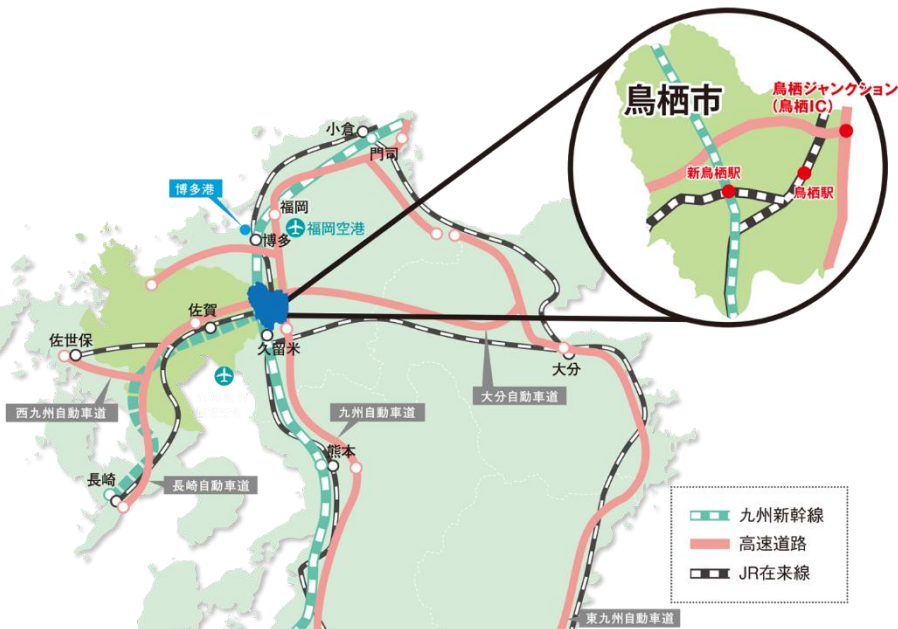 鳥栖市
鳥栖ジャンクション
(鳥栖IC)
新鳥栖駅
鳥栖駅
小倉
門司
博多港
福岡
福岡空港
博多
佐賀
佐世保
久留米
大分
西九州自動車道
九州自動車道
大分自動車道
熊本
長崎
長崎自動車道
九州新幹線
高速道路
JR在来線
東九州自動車道